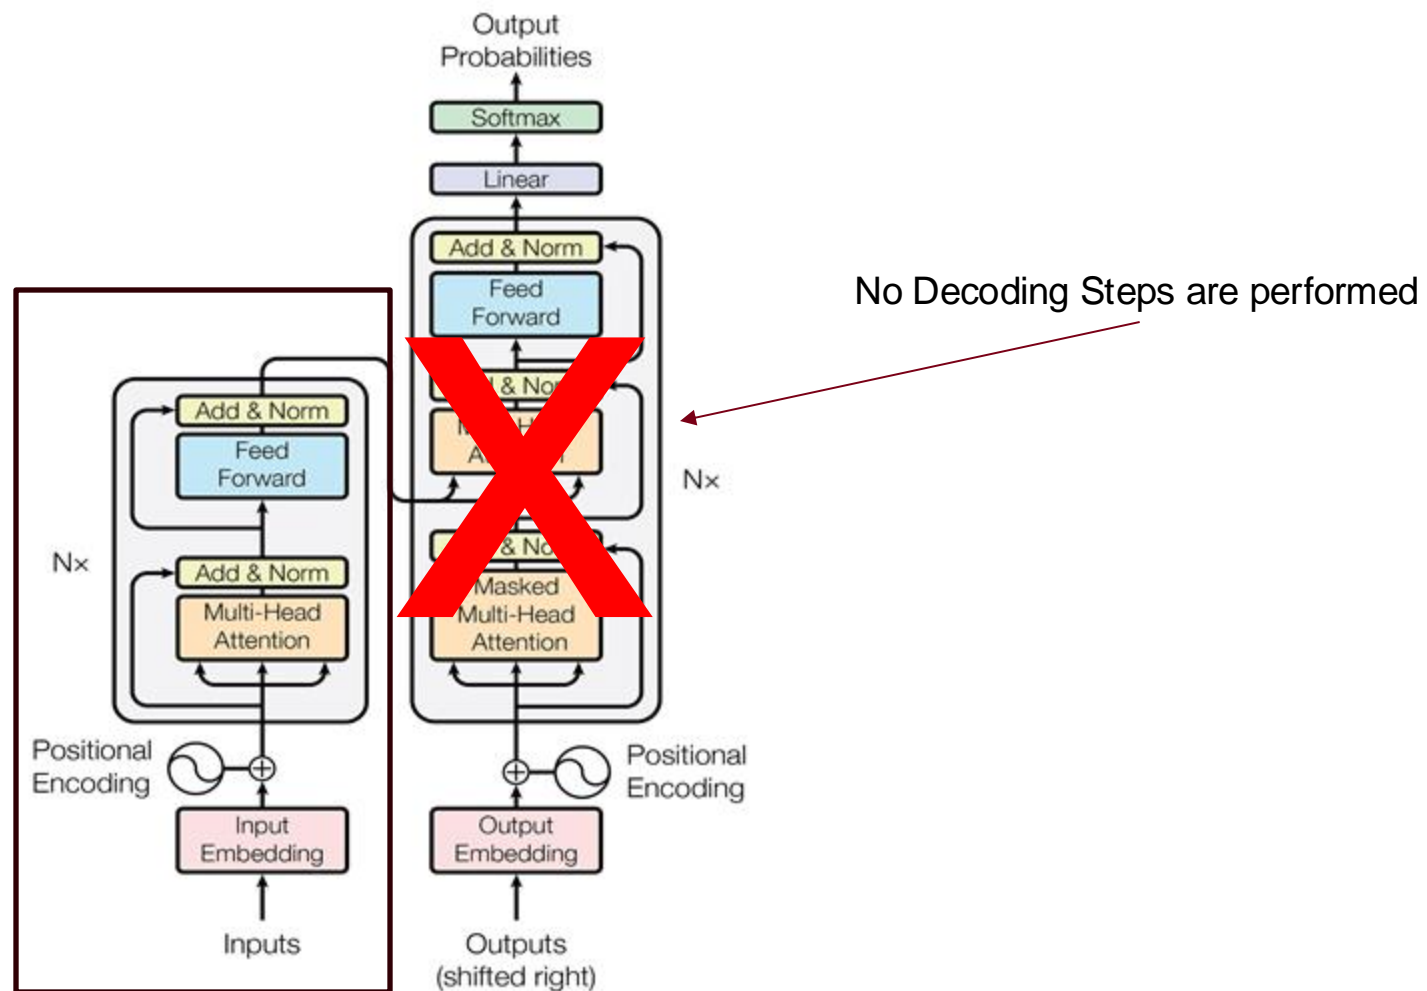 Output
Probabilities
Softmax
Linear
Add & Norm
Feed
Forward
No Decoding Steps are performed
& Nor
Nx
& No
Masked
Multi-Head
Attention
Add & Norm
Feed
Forward
Nx
Add & Norm
Multi-Head
Attention
Positional
Encoding
Positional
Encoding
Input
Embedding
Output
Embedding
Inputs
Outputs
(shifted right)